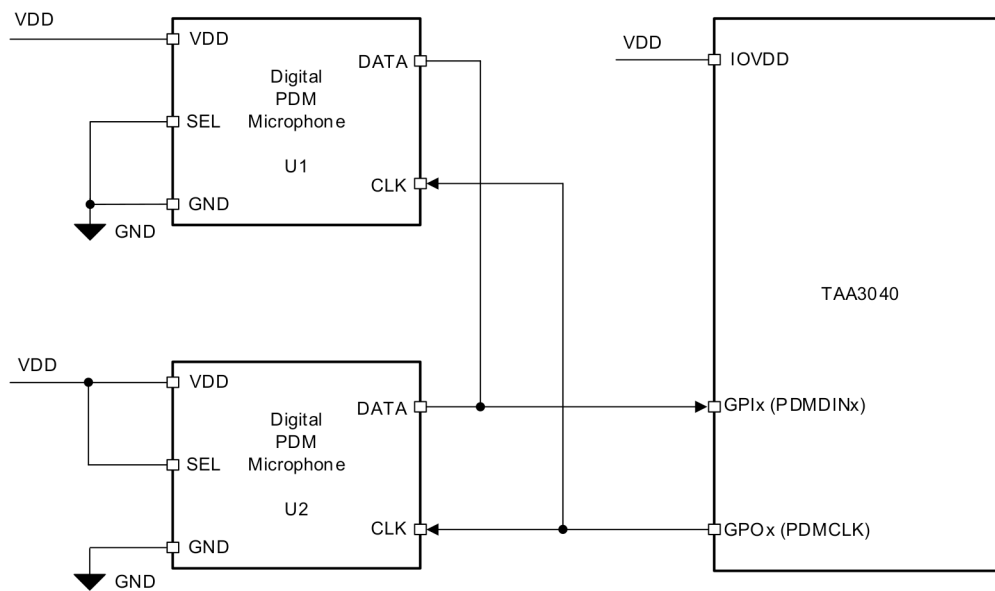 VDD
VDD
DATA
Digital
PDM
Microphone
SEL
U1
CLK
GND
GND
VDD
IOVDD
TAA3040
VDD
VDD
DATA
Digital
PDM
Microphone
SEL
U2
CLK
GND
GND
GPIx (PDMDINx)
GPOx (PDMCLK)